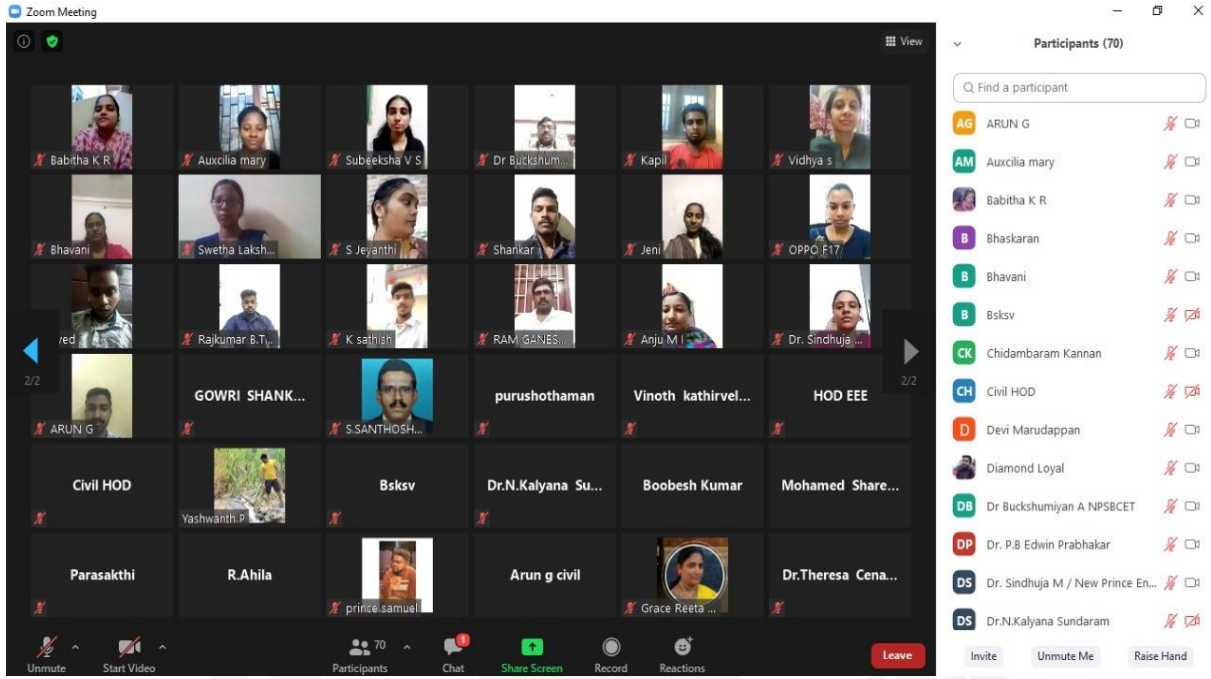 Zoom Meeting
View
Babitha K R
Auxcilia mary
Subeeksha V S
Dr Buckshum...
Kapil
Vidhya s
Bhavani
Swetha Laksh...
S Jeyanthi
Shankar
Jeni
OPPO F17
Rajkumar B.T...
K sathish
RAM GANES...
Anju M I
Dr. Sindhuja ...
2/2
2/2
ARUN G
GOWRI SHANK...
S.SANTHOSH...
purushothaman
Vinoth kathirvel...
HOD EEE
Civil HOD
Yashwanth P
Bsksv
Dr.N.Kalyana Su...
Boobesh Kumar
Mohamed Share...
Parasakthi
R.Ahila
prince samuel
Arun g civil
Grace Reeta ...
Dr.Theresa Cena...
Unmute
Start Video
70
Participants
1
Chat
Share Screen
Record
Reactions
Leave
Participants (70)
Find a participant
AG ARUN G
AM Auxcilia mary
Babitha K R
B Bhaskaran
B Bhavani
B Bsksv
CK Chidambaram Kannan
CH Civil HOD
D Devi Marudappan
Diamond Loyal
DB Dr Buckshumiyan A NPSBCET
DP Dr. P.B Edwin Prabhakar
DS Dr. Sindhuja M / New Prince En...
DS Dr.N.Kalyana Sundaram
Invite
Unmute Me
Raise Hand